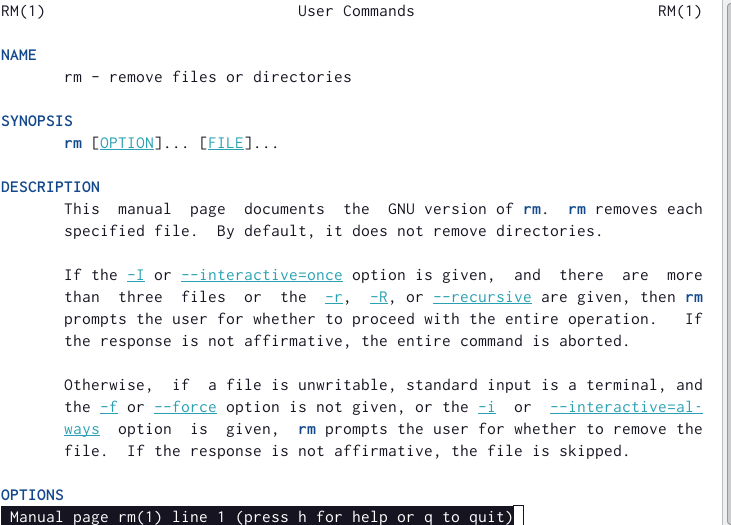 RM(1) User Commands RM(1)
NAME
rm - remove files or directories
SYNOPSIS
rm [OPTION]... [FILE]...
DESCRIPTION
This manual page documents the GNU version of rm. rm removes each
specified file. By default, it does not remove directories.
If the -I or --interactive=once option is given, and there are more
than three files or the -r, -R, or --recursive are given, then rm
prompts the user for whether to proceed with the entire operation. If
the response is not affirmative, the entire command is aborted.
Otherwise, if a file is unwritable, standard input is a terminal, and
the -f or --force option is not given, or the -i or --interactive=al-
ways option is given, rm prompts the user for whether to remove the
file. If the response is not affirmative, the file is skipped.
OPTIONS
Manual page rm(1) line 1 (press h for help or q to quit)